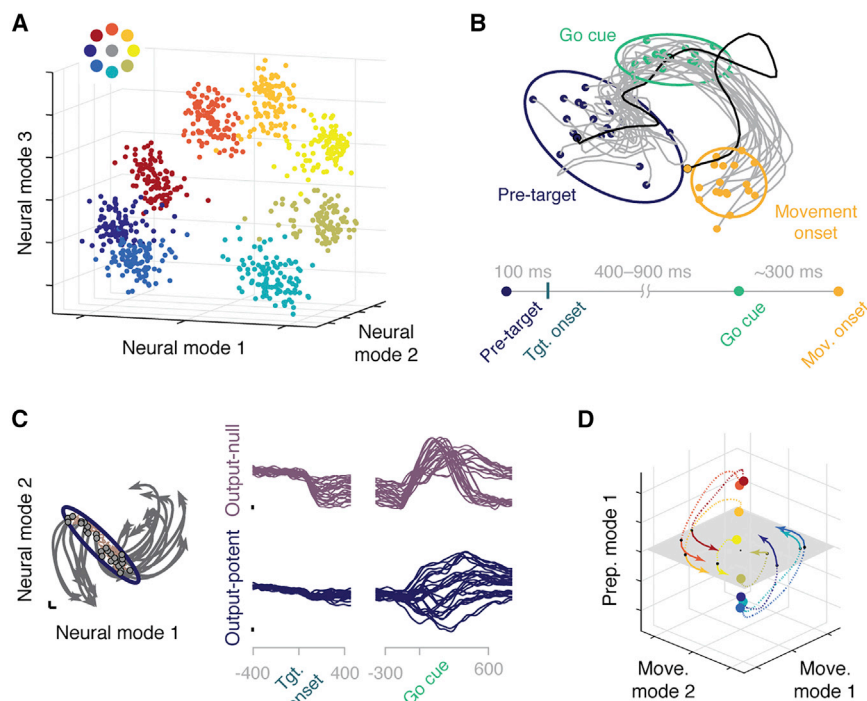 A
Neural mode 3
Neural mode 1
Neural
mode 2
B
Go cue
Pre-target
Movement
onset
100 ms
400–900 ms
~300 ms
Pre-target
Tgt. onset
Go cue
Mov. onset
C
Neural mode 2
Neural mode 1
Output-null
Output-potent
-400
Tgt.
onset
400
-300
Go cue
600
D
Prep. mode 1
Move.
mode 2
Move.
mode 1